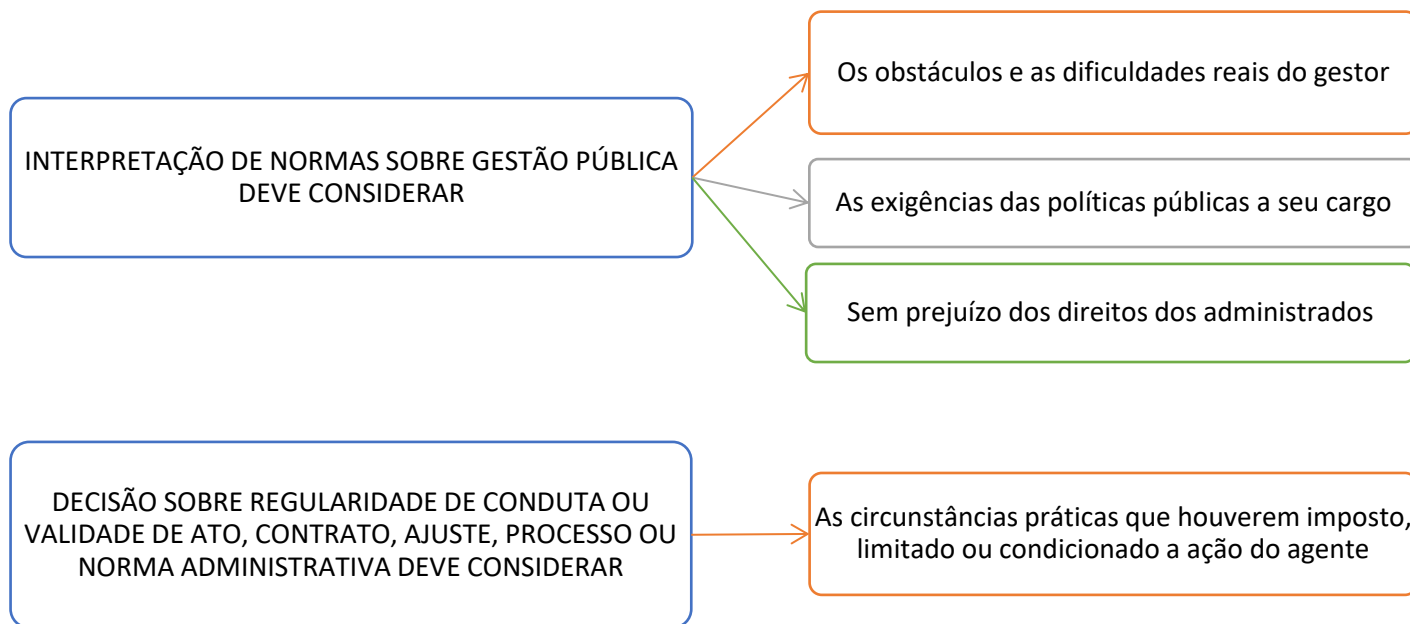 INTERPRETAÇÃO DE NORMAS SOBRE GESTÃO PÚBLICA
DEVE CONSIDERAR
Os obstáculos e as dificuldades reais do gestor
As exigências das políticas públicas a seu cargo
Sem prejuízo dos direitos dos administrados
DECISÃO SOBRE REGULARIDADE DE CONDUTA OU
VALIDADE DE ATO, CONTRATO, AJUSTE, PROCESSO OU
NORMA ADMINISTRATIVA DEVE CONSIDERAR
As circunstâncias práticas que houverem imposto,
limitado ou condicionado a ação do agente